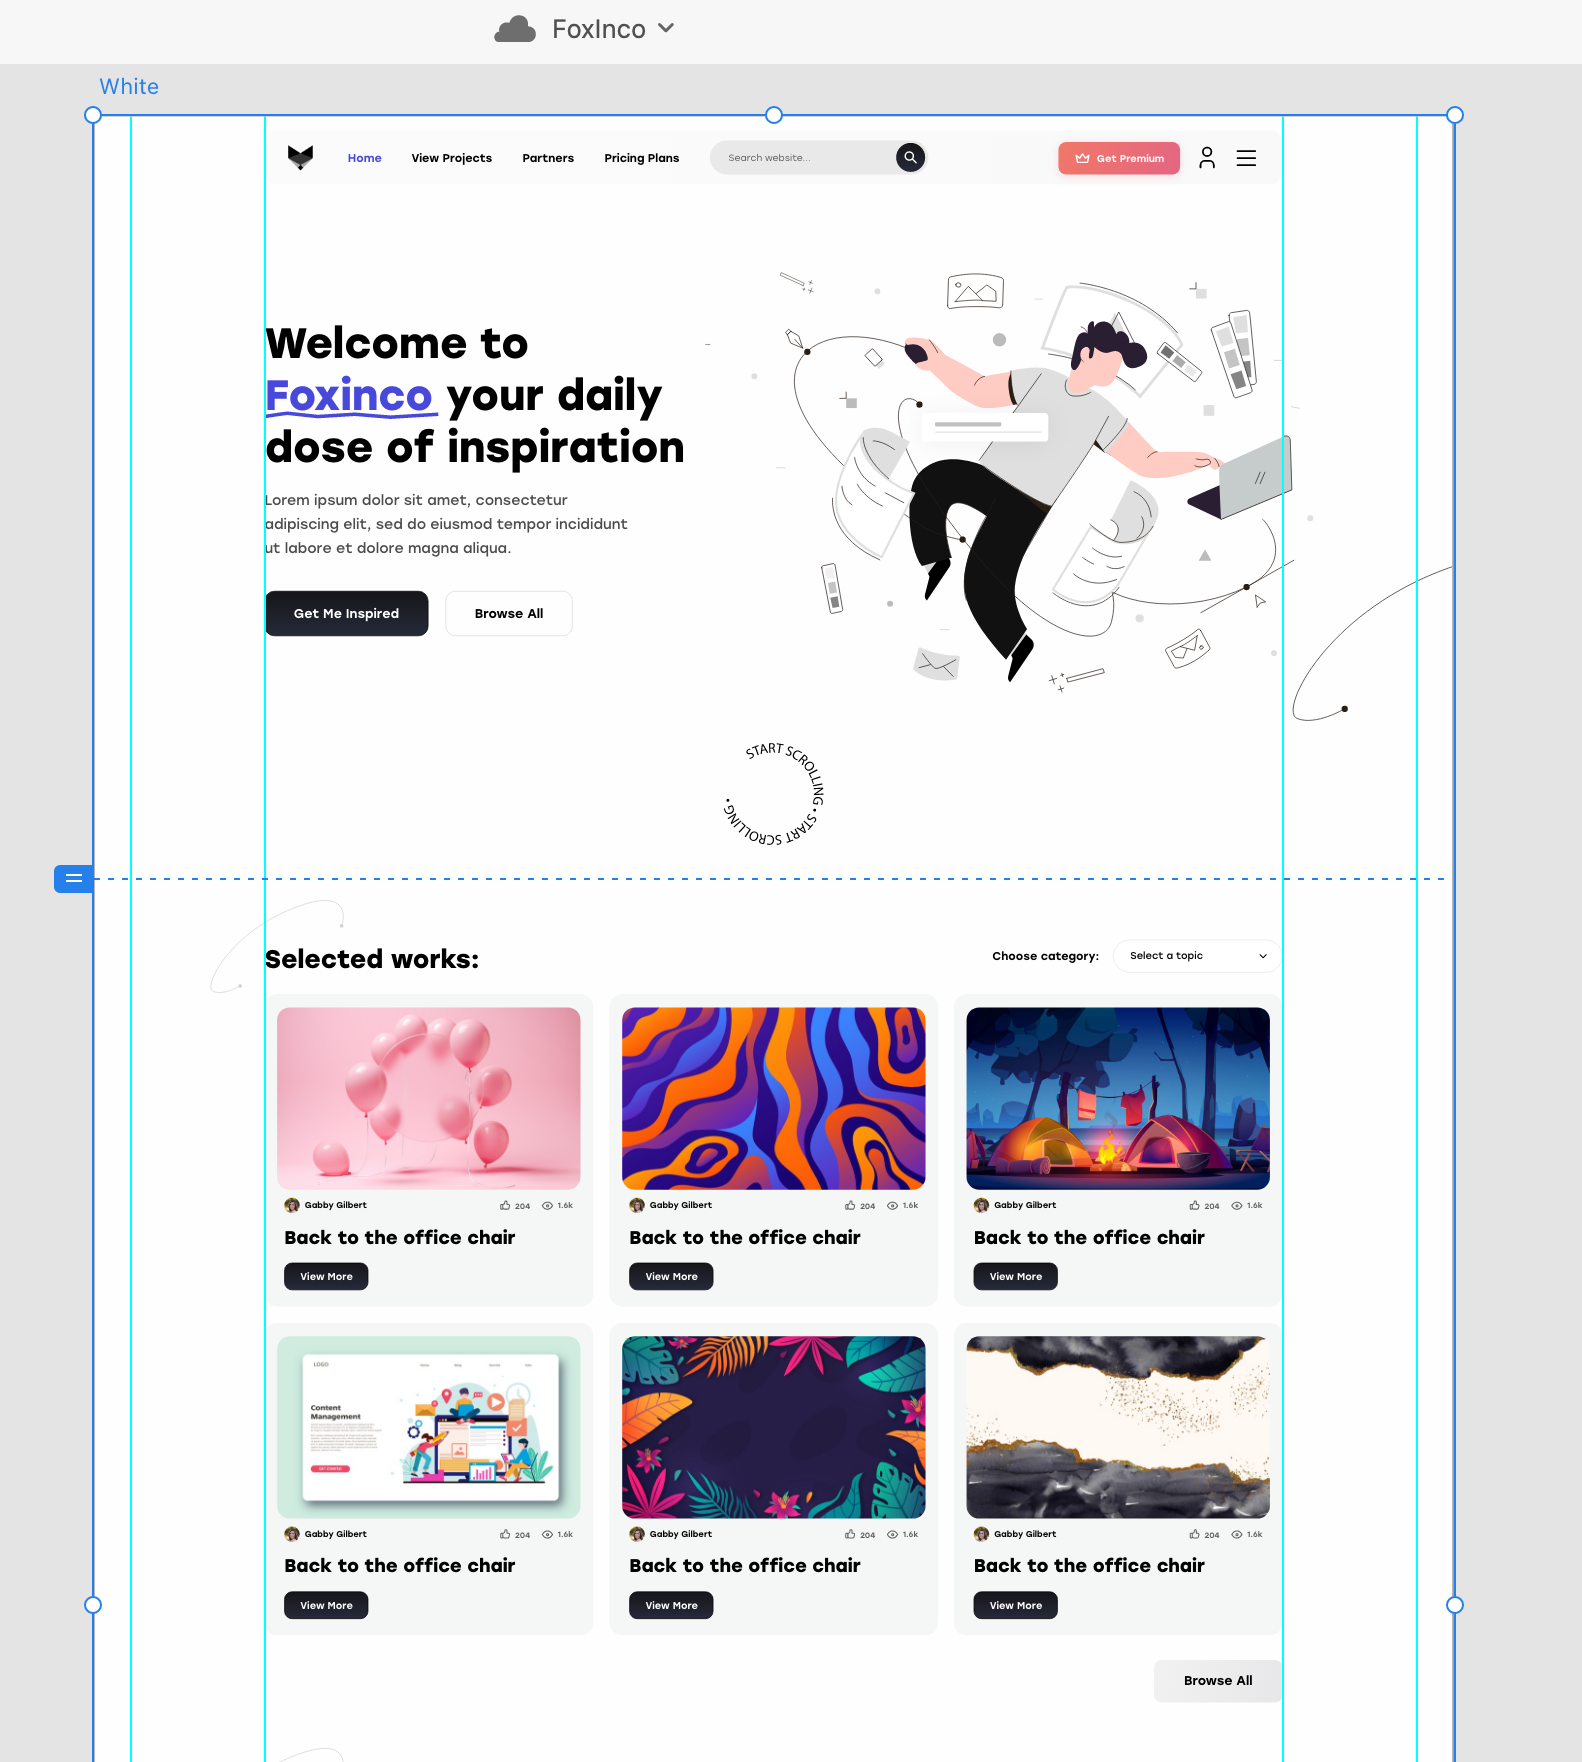 FoxInco
White
Home View Projects Partners Pricing Plans Search website... Get Premium
Welcome to
Foxinco your daily
dose of inspiration
Lorem ipsum dolor sit amet, consectetur
adipiscing elit, sed do eiusmod tempor incididunt
ut labore et dolore magna aliqua.
Get Me Inspired Browse All
START SCROLLING • START SCROLLING •
Selected works: Choose category: Select a topic
Gabby Gilbert 204 1.6k Gabby Gilbert 204 1.6k Gabby Gilbert 204 1.6k
Back to the office chair Back to the office chair Back to the office chair
View More View More View More
LOGO
Content
Management
GET STARTED
Gabby Gilbert 204 1.6k Gabby Gilbert 204 1.6k Gabby Gilbert 204 1.6k
Back to the office chair Back to the office chair Back to the office chair
View More View More View More
Browse All